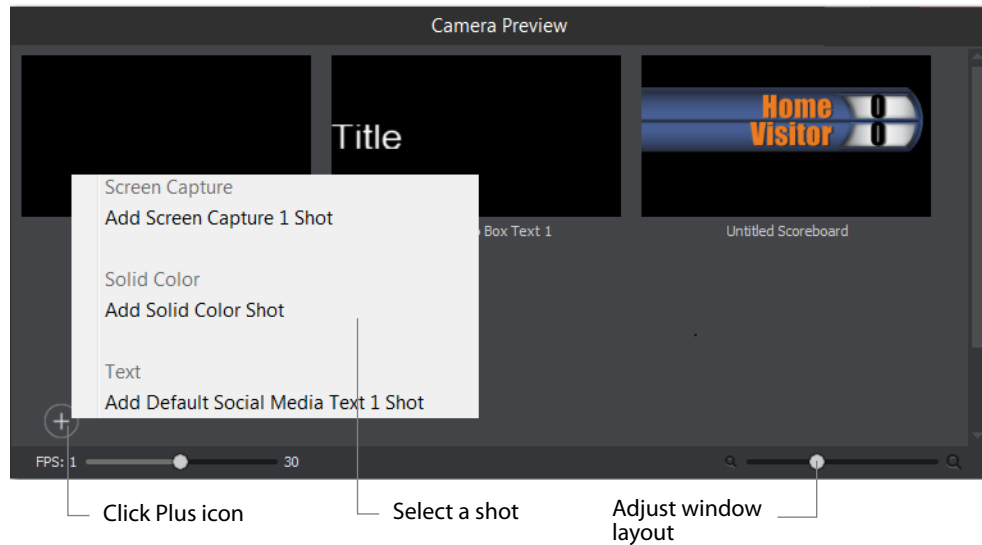 Camera Preview
Title
Home 0
Visitor 0
Screen Capture
Add Screen Capture 1 Shot
Box Text 1
Untitled Scoreboard
Solid Color
Add Solid Color Shot
Text
Add Default Social Media Text 1 Shot
FPS: 1
30
Click Plus icon
Select a shot
Adjust window
layout